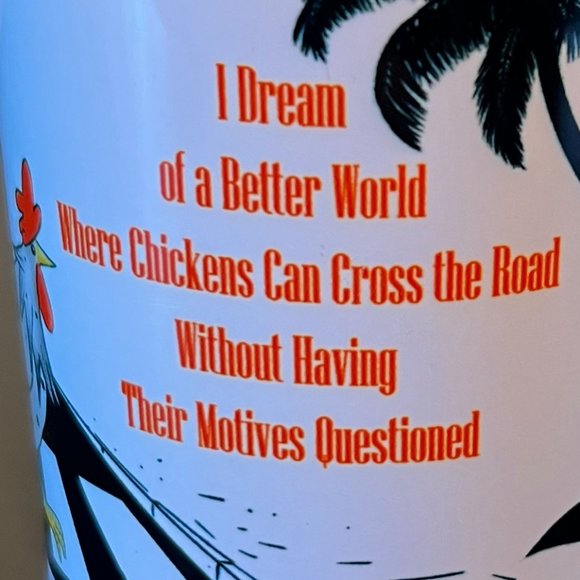 I Dream
of a Better World
Where Chickens Can Cross the Road
Without Having
Their Motives Questioned